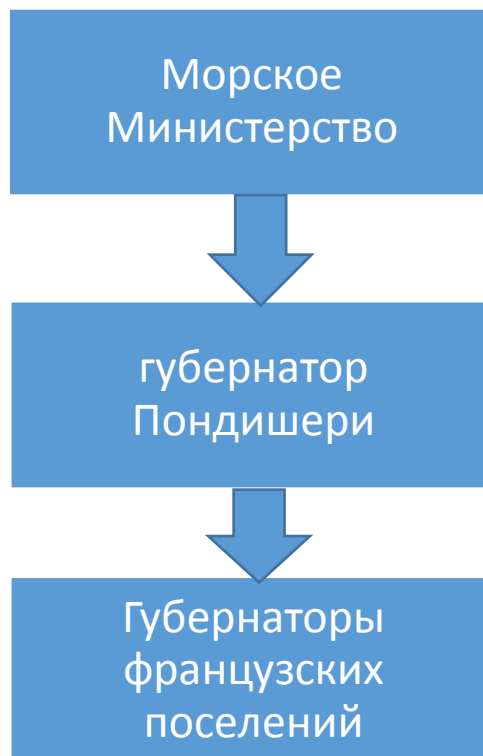 Морское
Министерство
губернатор
Пондишери
Губернаторы
французских
поселений